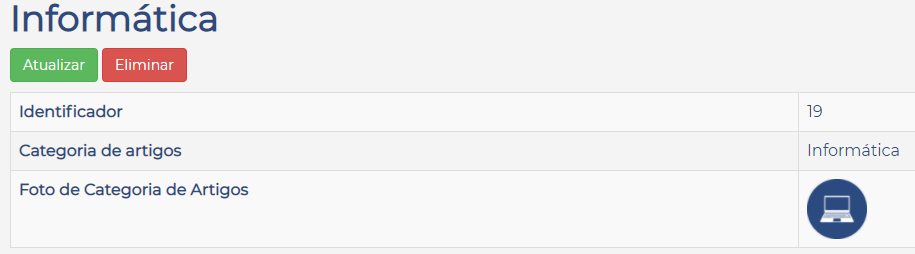 Informática
Atualizar Eliminar
Identificador 19
Categoria de artigos Informática
Foto de Categoria de Artigos